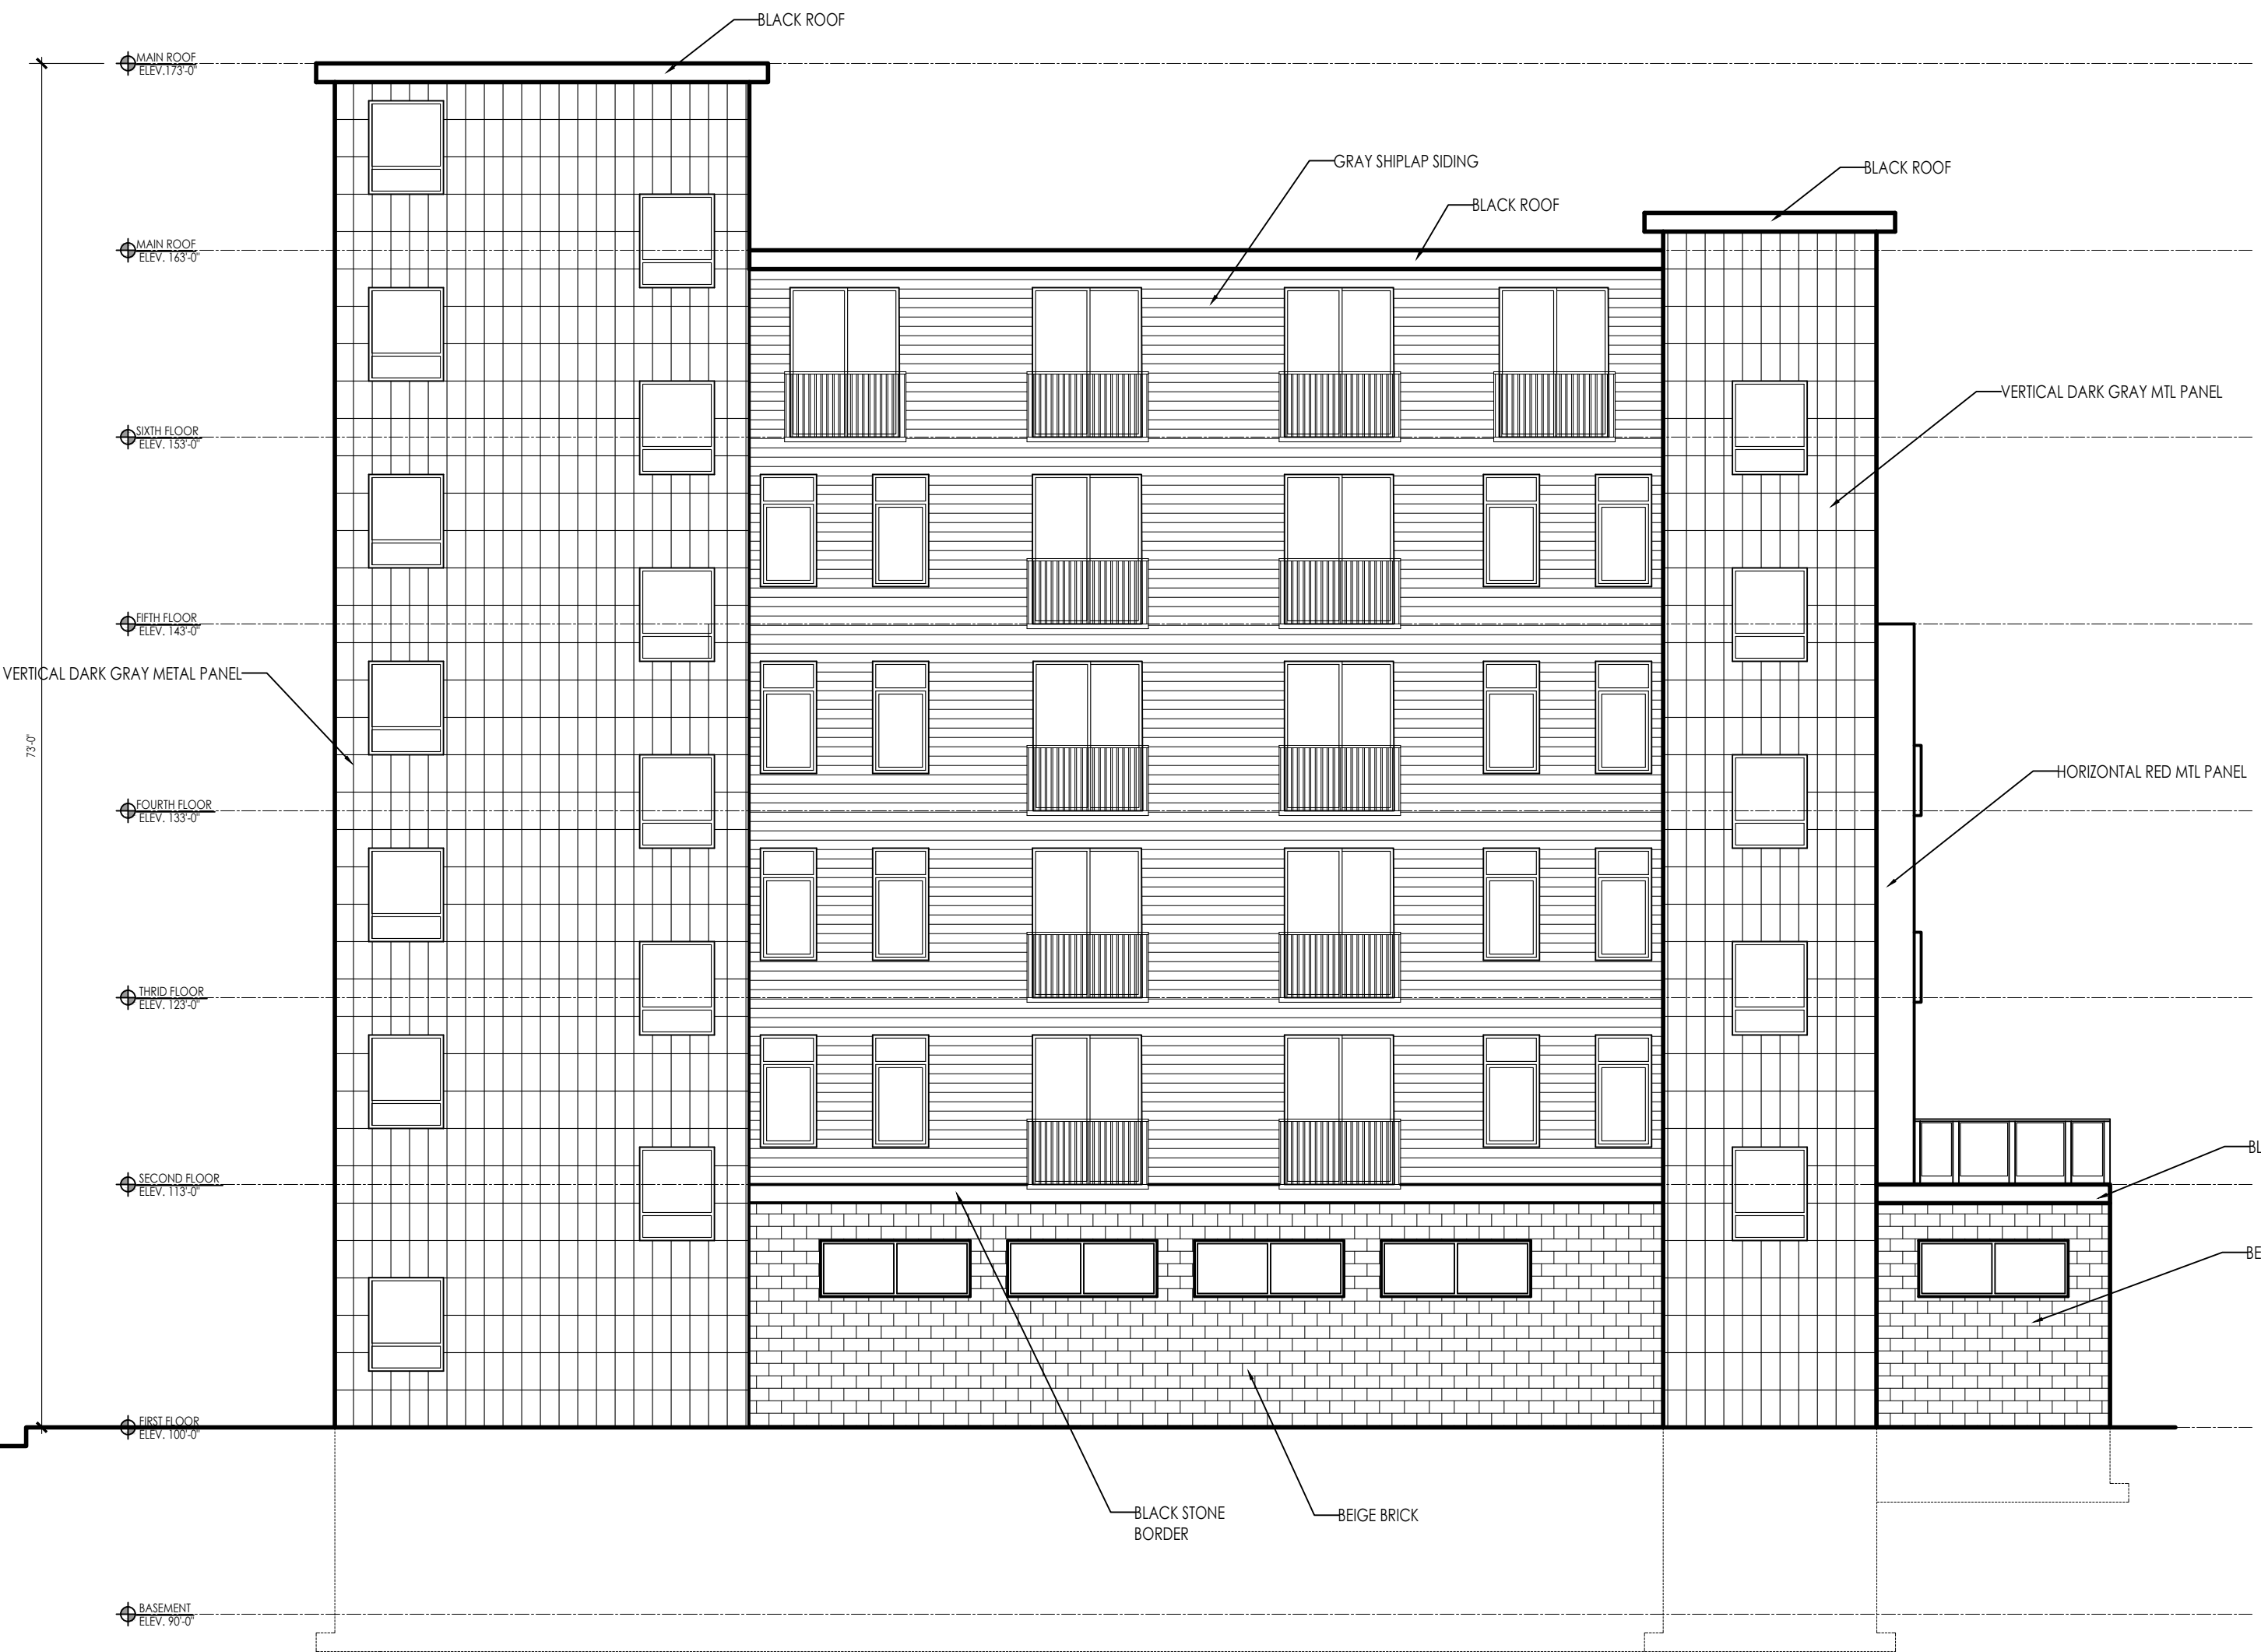 BLACK ROOF
MAIN ROOF
ELEV.173'-0"
GRAY SHIPLAP SIDING
BLACK ROOF
BLACK ROOF
MAIN ROOF
ELEV. 163'-0"
VERTICAL DARK GRAY MTL PANEL
SIXTH FLOOR
ELEV. 153'-0"
FIFTH FLOOR
ELEV. 143'-0"
VERTICAL DARK GRAY METAL PANEL
73'-0"
HORIZONTAL RED MTL PANEL
FOURTH FLOOR
ELEV. 133'-0"
THRID FLOOR
ELEV. 123'-0"
BL
SECOND FLOOR
ELEV. 113'-0"
BE
FIRST FLOOR
ELEV. 100'-0"
BLACK STONE
BORDER
BEIGE BRICK
BASEMENT
ELEV. 90'-0"